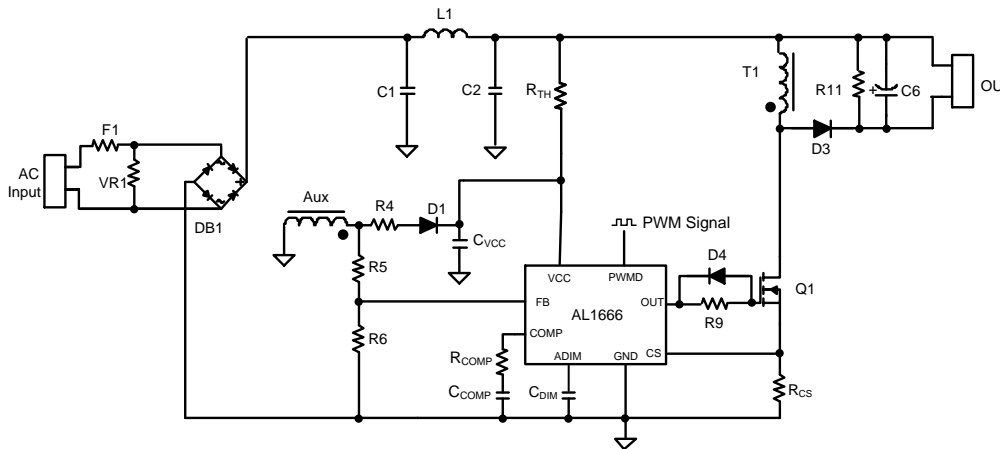 L1
T1
C1
C2
RTH
R11
+
C6
OU
F1
D3
AC
Input
VR1
+
DB1
Aux
R4
D1
CVCC
PWM Signal
R5
VCC
PWMD
D4
FB
OUT
Q1
AL1666
R9
R6
COMP
RCOMP
ADIM
GND
CS
CCOMP
CDIM
RCS